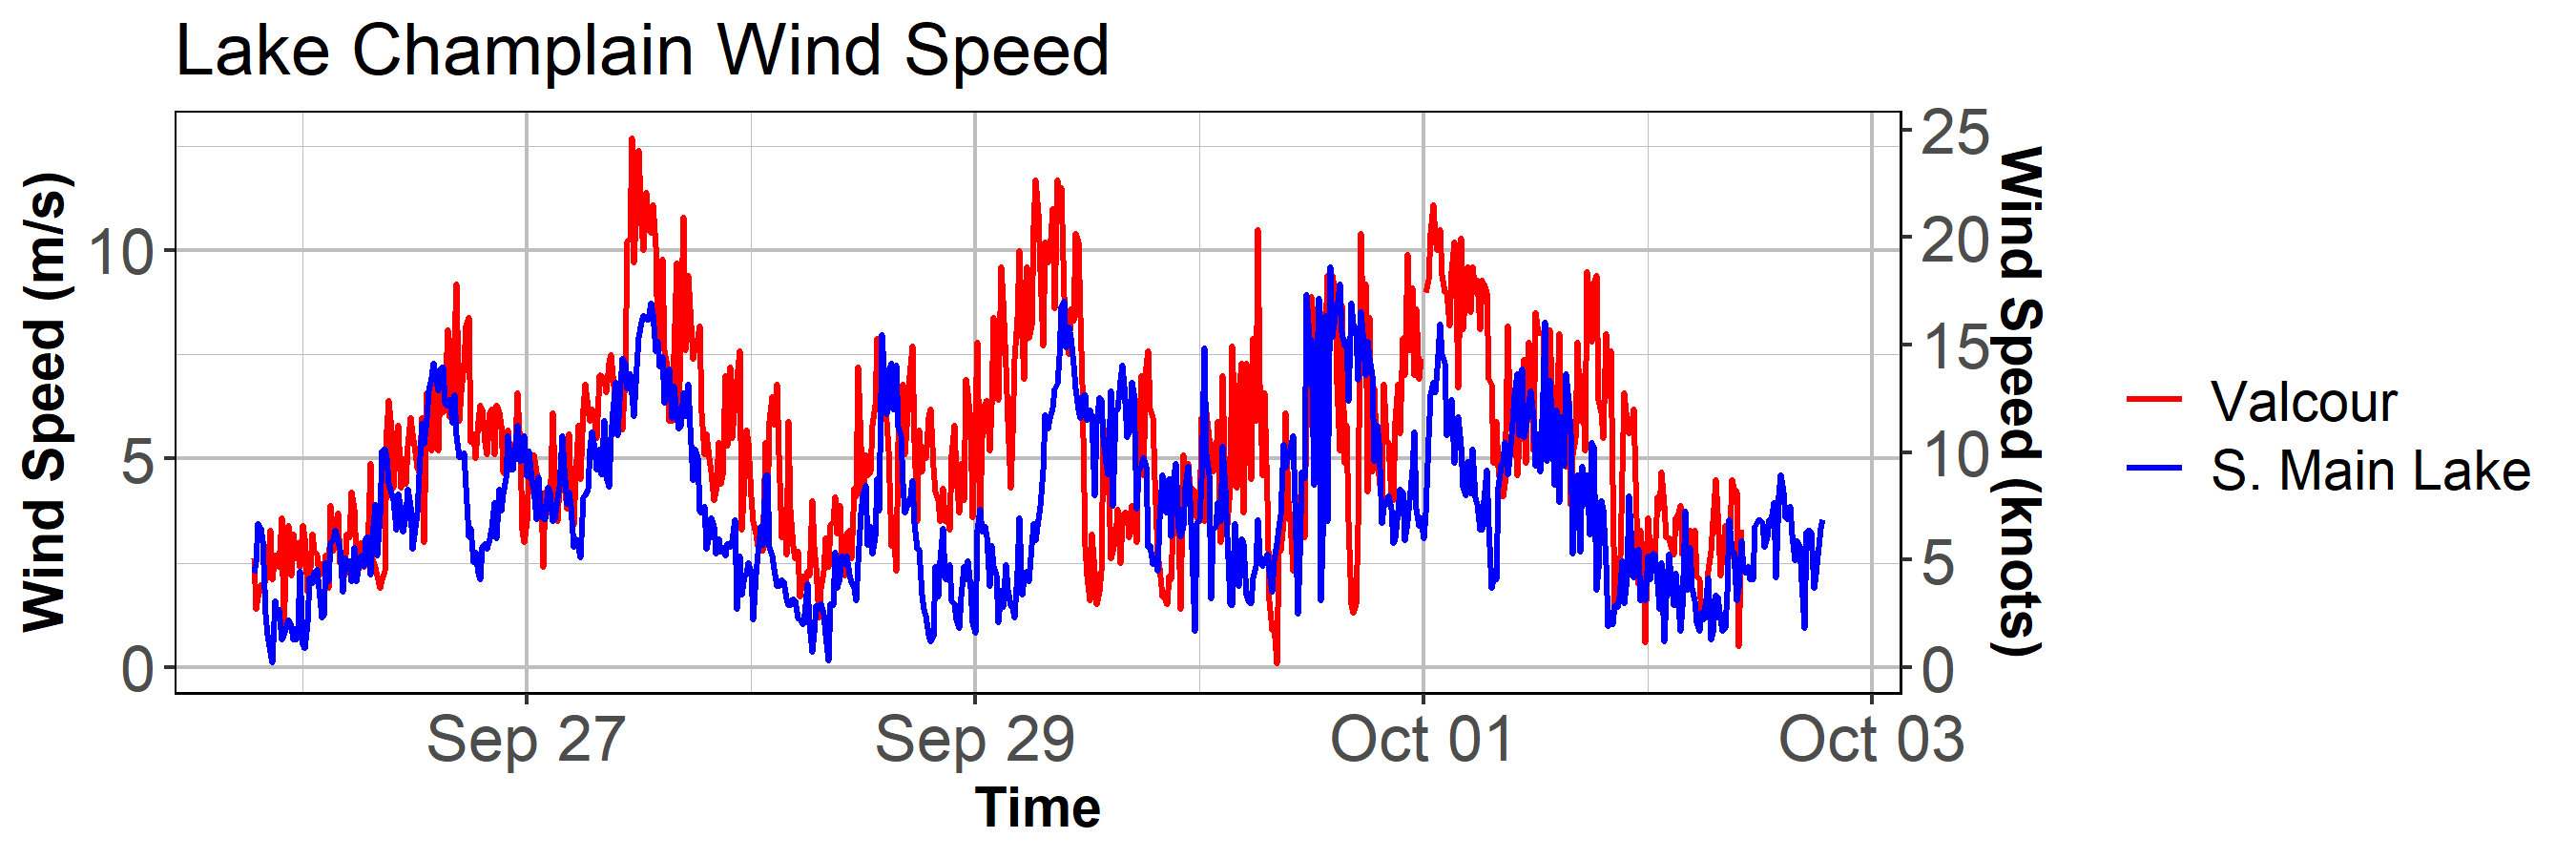 Lake Champlain Wind Speed
Wind Speed (m/s)
10
5
0
25
20
15
10
5
0
Wind Speed (knots)
Sep 27
Sep 29
Oct 01
Oct 03
Time
Valcour
S. Main Lake